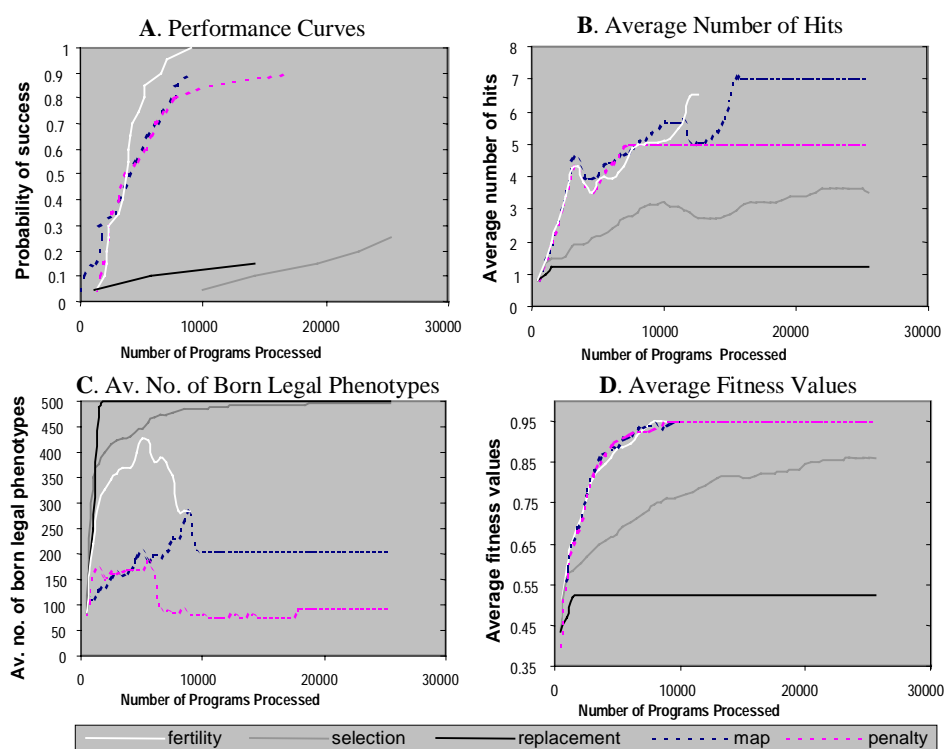 A. Performance Curves
Probability of success
1
0.9
0.8
0.7
0.6
0.5
0.4
0.3
0.2
0.1
0
0 10000 20000 30000
Number of Programs Processed
B. Average Number of Hits
Average number of hits
8
7
6
5
4
3
2
1
0
0 10000 20000 30000
Number of Programs Processed
C. Av. No. of Born Legal Phenotypes
Av. no. of born legal phenotypes
500
450
400
350
300
250
200
150
100
50
0
0 10000 20000 30000
Number of Programs Processed
D. Average Fitness Values
Average fitness values
0.95
0.85
0.75
0.65
0.55
0.45
0.35
0 10000 20000 30000
Number of Programs Processed
fertility selection replacement map penalty